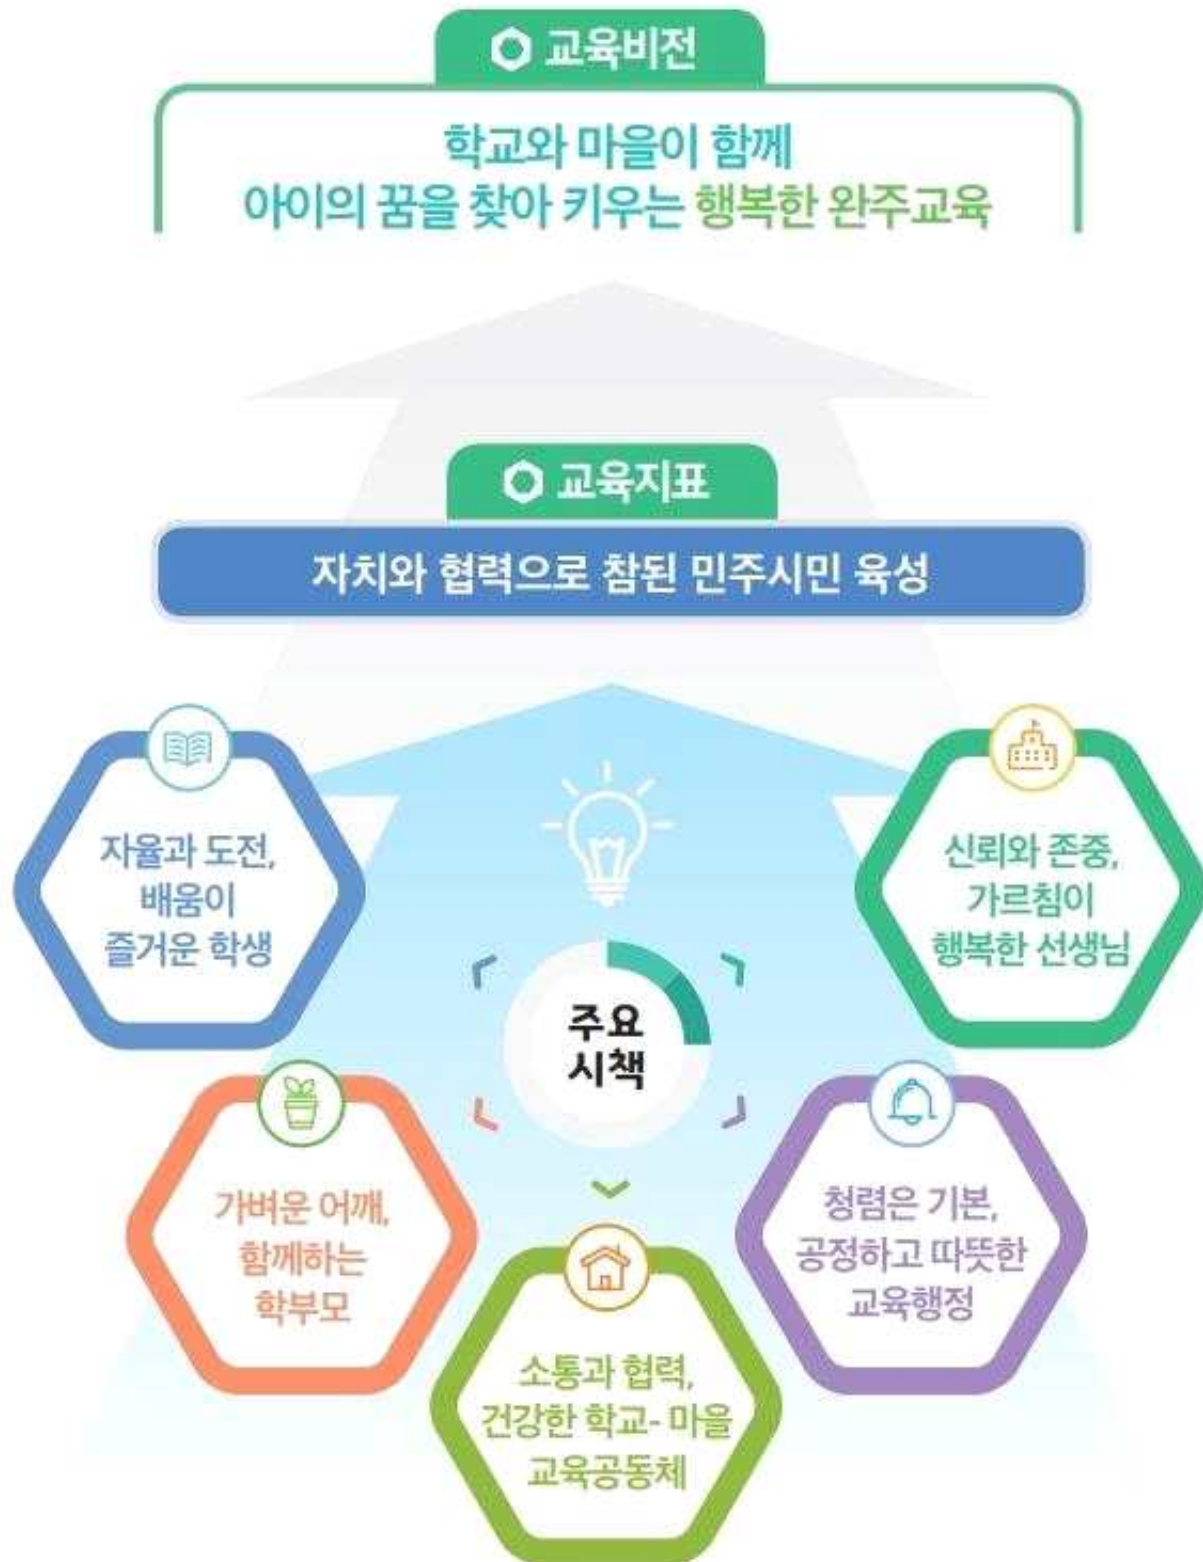 교육비전
학교와 마을이 함께
아이의 꿈을 찾아 키우는 행복한 완주교육
교육지표
자치와 협력으로 참된 민주시민 육성
자율과 도전,
배움이
즐거운 학생
신뢰와 존중,
가르침이
행복한 선생님
주요
시책
가벼운 어깨,
함께하는
학부모
청렴은 기본,
공정하고 따뜻한
교육행정
소통과 협력,
건강한 학교- 마을
교육공동체